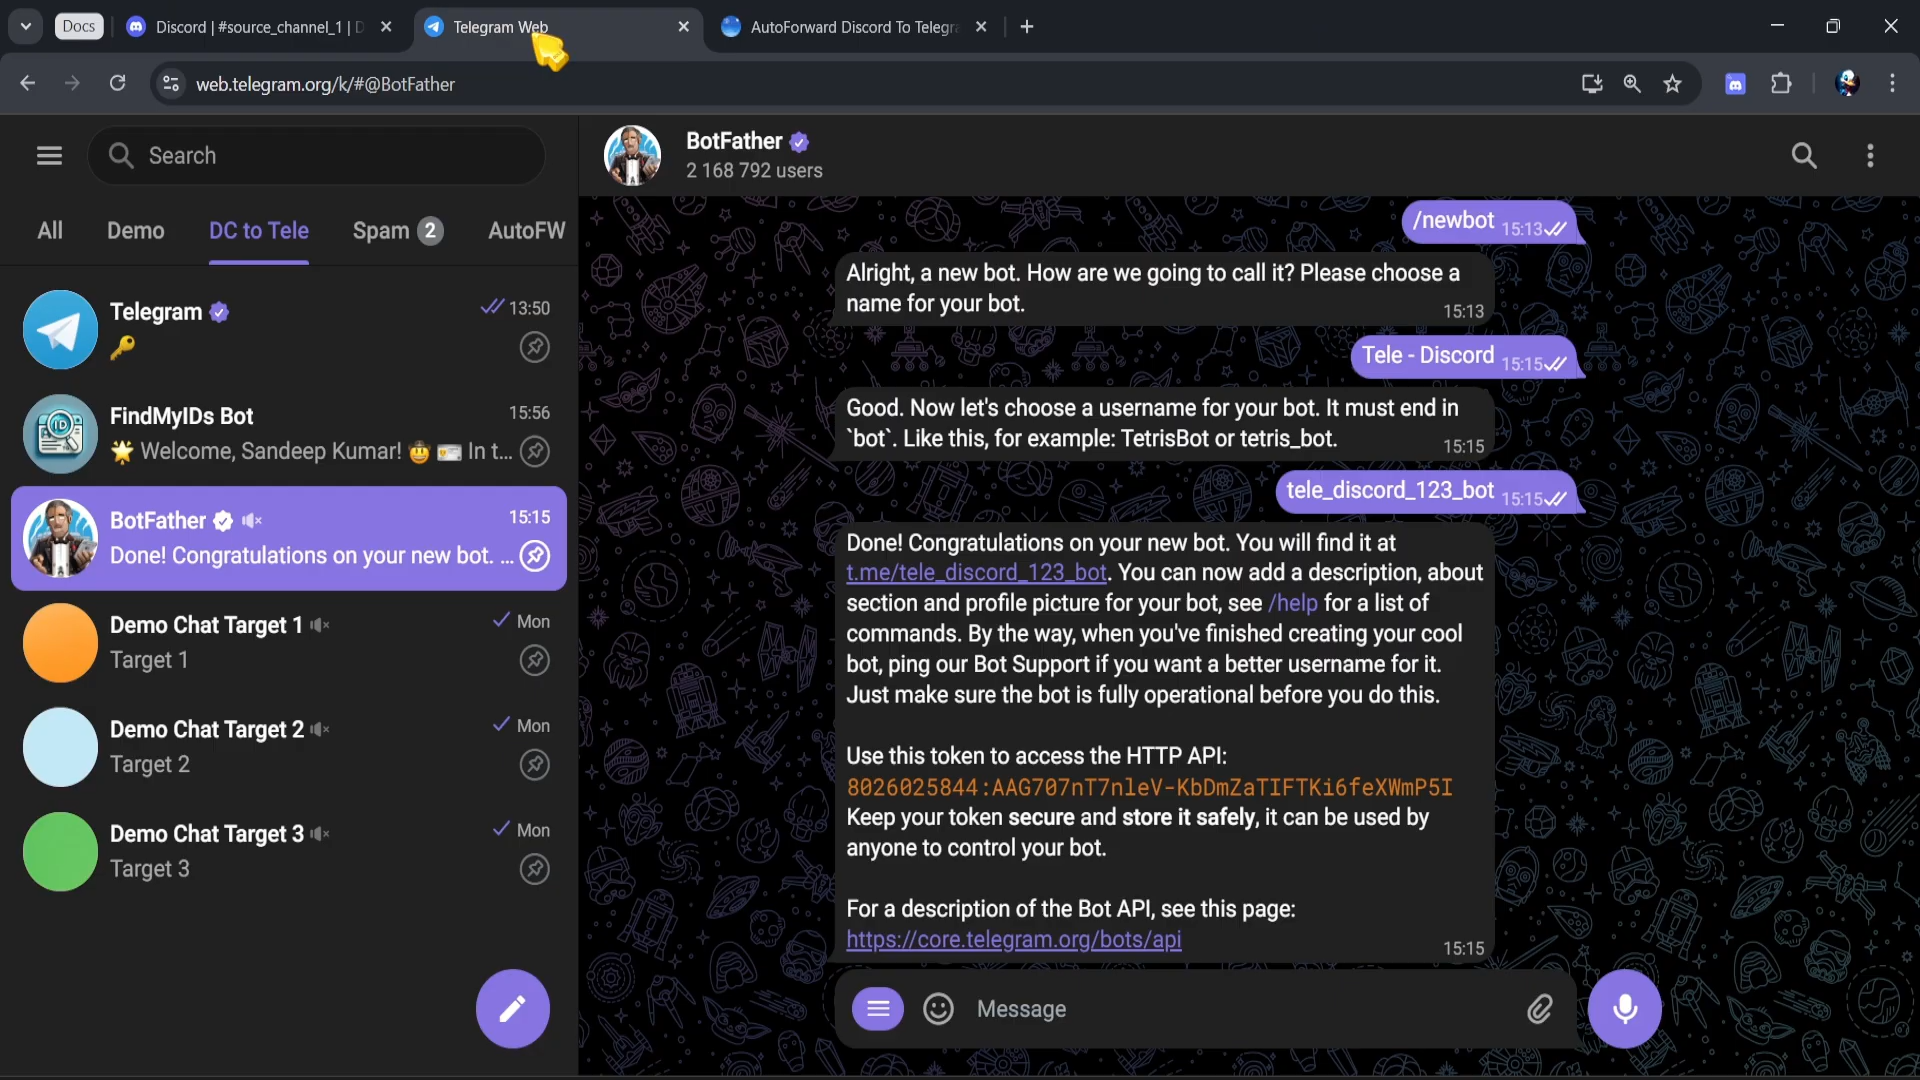 Docs
Discord | #source_channel_1 | D
Telegram Web
AutoForward Discord To Telegra
web.telegram.org/k/#@BotFather
Search
All
Demo
DC to Tele
Spam 2
AutoFW
Telegram
13:50
FindMyIDs Bot
15:56
🌟 Welcome, Sandeep Kumar! 🤠 🪪 In t...
BotFather
15:15
Done! Congratulations on your new bot. ...
Demo Chat Target 1
Mon
Target 1
Demo Chat Target 2
Mon
Target 2
Demo Chat Target 3
Mon
Target 3
BotFather
2 168 792 users
/newbot 15:13
Alright, a new bot. How are we going to call it? Please choose a
name for your bot.
15:13
Tele - Discord 15:15
Good. Now let's choose a username for your bot. It must end in
`bot`. Like this, for example: TetrisBot or tetris_bot.
15:15
tele_discord_123_bot 15:15
Done! Congratulations on your new bot. You will find it at
t.me/tele_discord_123_bot. You can now add a description, about
section and profile picture for your bot, see /help for a list of
commands. By the way, when you've finished creating your cool
bot, ping our Bot Support if you want a better username for it.
Just make sure the bot is fully operational before you do this.
Use this token to access the HTTP API:
8026025844:AAG707nT7nleV-KbDmZaTIFTKi6feXWmP5I
Keep your token secure and store it safely, it can be used by
anyone to control your bot.
For a description of the Bot API, see this page:
https://core.telegram.org/bots/api
15:15
Message